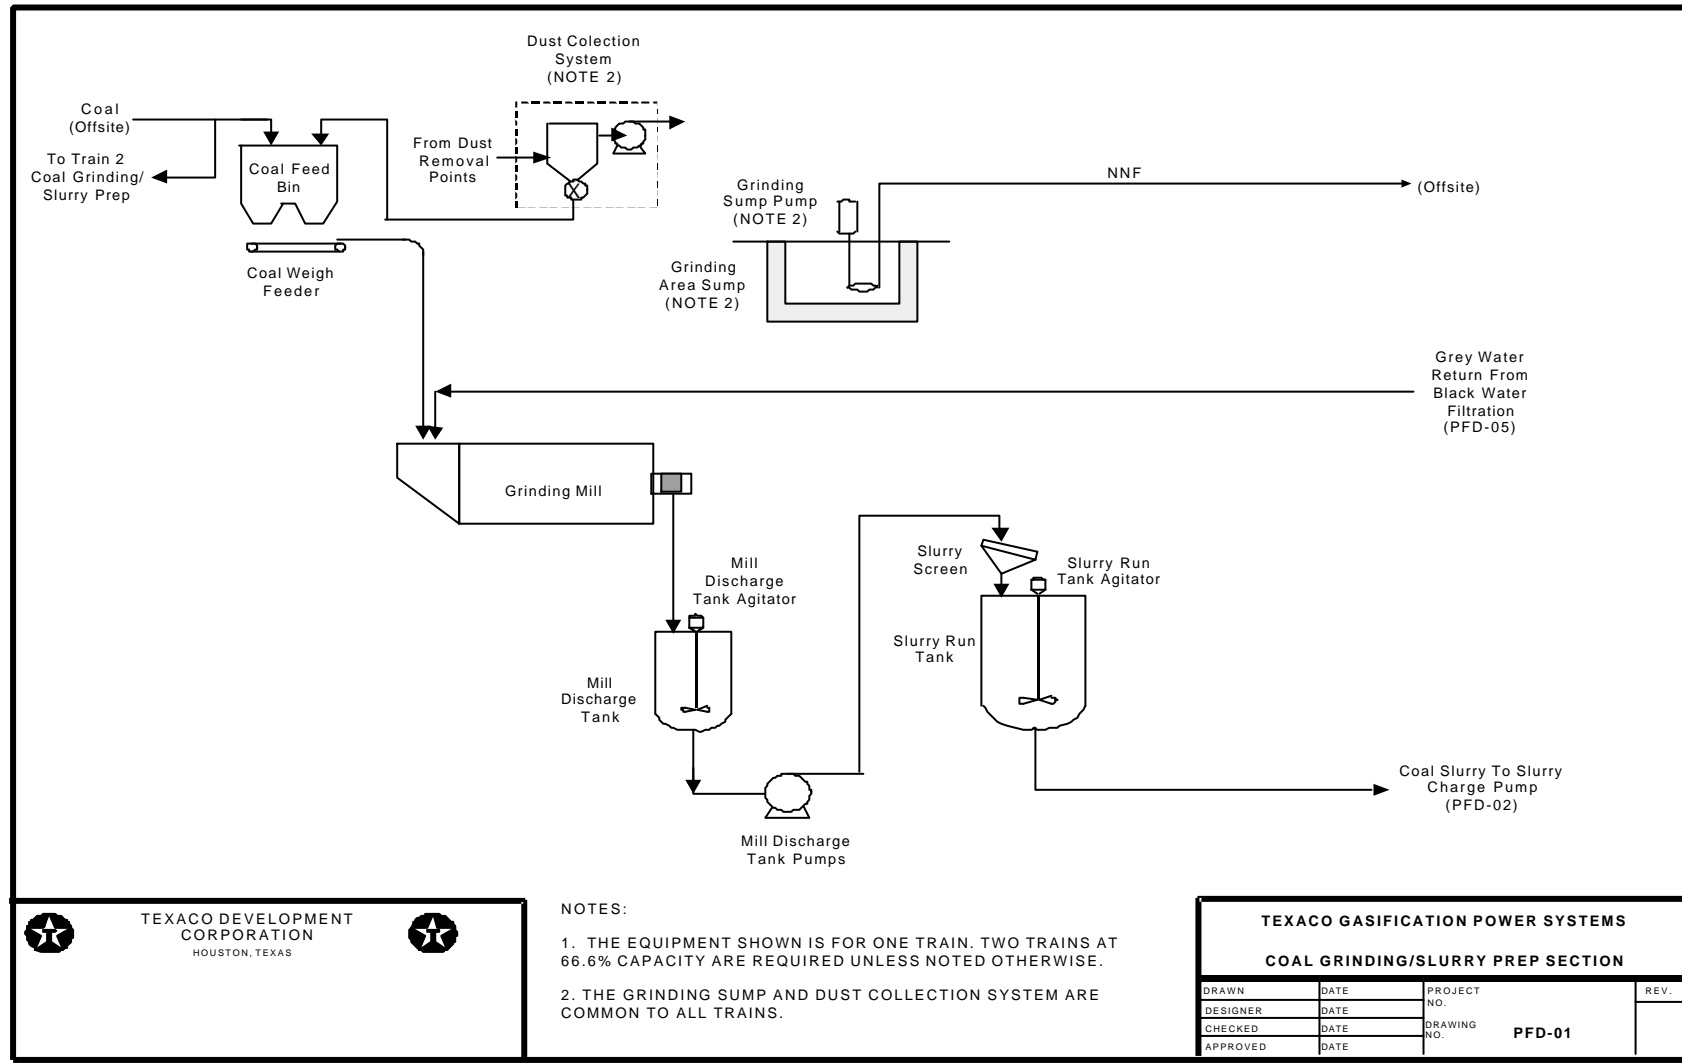 Dust Colection
System
(NOTE 2)
Coal
(Offsite)
To Train 2
Coal Grinding/
Slurry Prep
Coal Feed
Bin
From Dust
Removal
Points
Coal Weigh
Feeder
Grinding
Sump Pump
(NOTE 2)
NNF
(Offsite)
Grinding
Area Sump
(NOTE 2)
Grey Water
Return From
Black Water
Filtration
(PFD-05)
Grinding Mill
Mill
Discharge
Tank Agitator
Slurry
Screen
Slurry Run
Tank Agitator
Slurry Run
Tank
Mill
Discharge
Tank
Mill Discharge
Tank Pumps
Coal Slurry To Slurry
Charge Pump
(PFD-02)
TEXACO DEVELOPMENT
CORPORATION
HOUSTON, TEXAS
T
T
NOTES:
1. THE EQUIPMENT SHOWN IS FOR ONE TRAIN. TWO TRAINS AT
66.6% CAPACITY ARE REQUIRED UNLESS NOTED OTHERWISE.
2. THE GRINDING SUMP AND DUST COLLECTION SYSTEM ARE
COMMON TO ALL TRAINS.
TEXACO GASIFICATION POWER SYSTEMS
COAL GRINDING/SLURRY PREP SECTION
DRAWN DATE
DESIGNER DATE
CHECKED DATE
APPROVED DATE
PROJECT
NO.
DRAWING
NO.
PFD-01
REV.